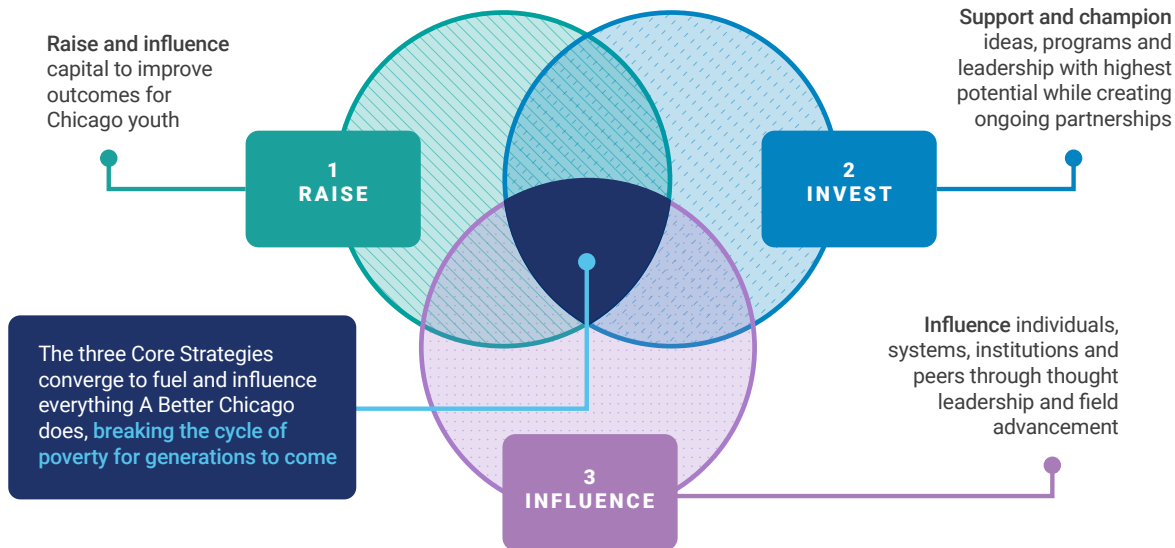 Raise and influence
capital to improve
outcomes for
Chicago youth
1
RAISE
Support and champion
ideas, programs and
leadership with highest
potential while creating
ongoing partnerships
2
INVEST
The three Core Strategies
converge to fuel and influence
everything A Better Chicago
does, breaking the cycle of
poverty for generations to come
Influence individuals,
systems, institutions and
peers through thought
leadership and field
advancement
3
INFLUENCE